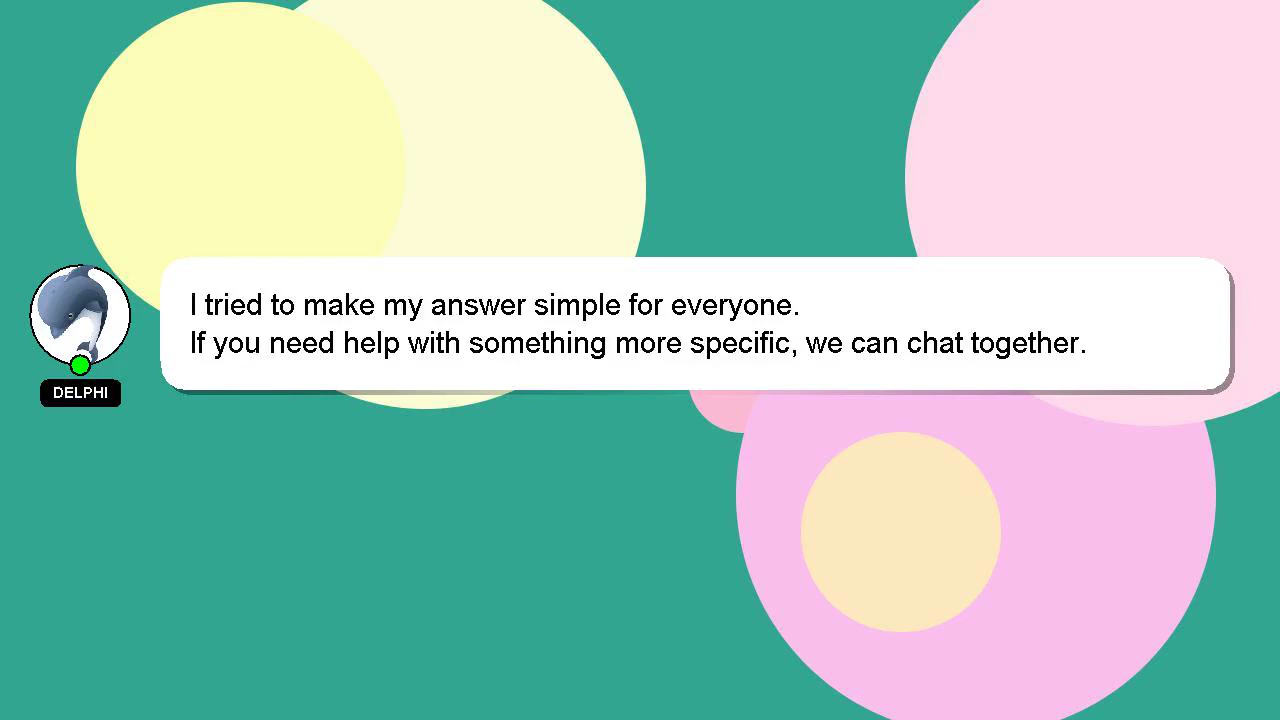 I tried to make my answer simple for everyone.
If you need help with something more specific, we can chat together.
DELPHI